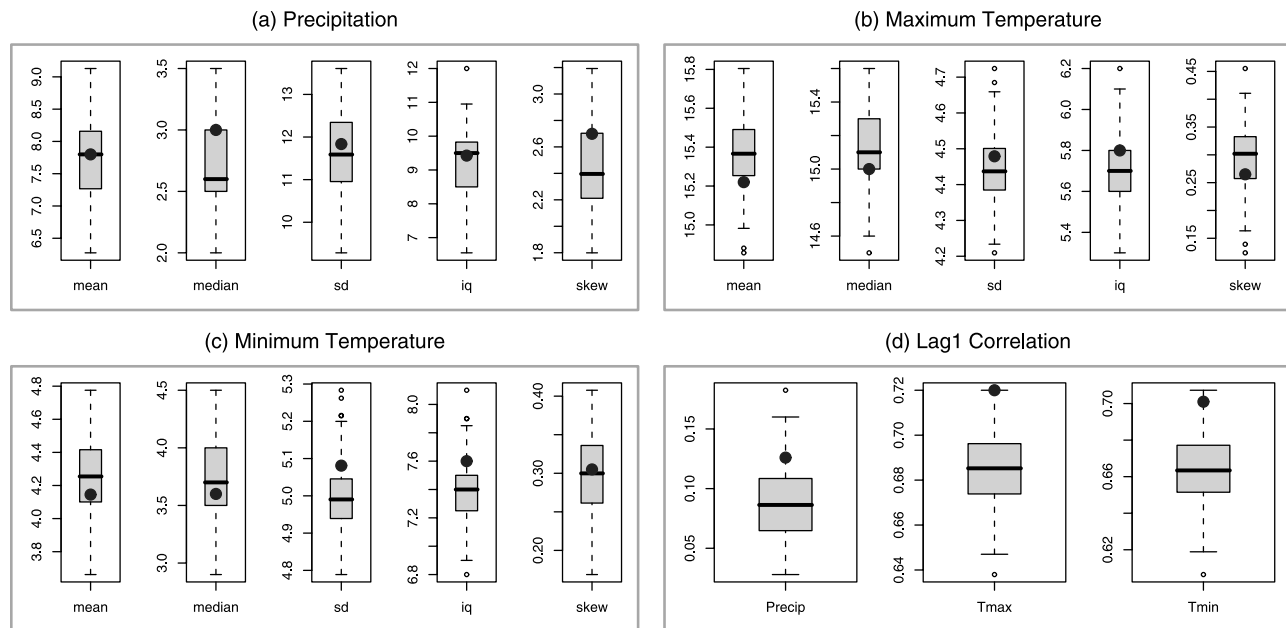 (a) Precipitation
6.5 7.0 7.5 8.0 8.5 9.0
mean
2.0 2.5 3.0 3.5
median
10 11 12 13
sd
7 8 9 10 11 12
iq
1.8 2.2 2.6 3.0
skew
(b) Maximum Temperature
15.0 15.2 15.4 15.6 15.8
mean
14.6 15.0 15.4
median
4.2 4.3 4.4 4.5 4.6 4.7
sd
5.4 5.6 5.8 6.0 6.2
iq
0.15 0.25 0.35 0.45
skew
(c) Minimum Temperature
3.8 4.0 4.2 4.4 4.6 4.8
mean
3.0 3.5 4.0 4.5
median
4.8 4.9 5.0 5.1 5.2 5.3
sd
6.8 7.2 7.6 8.0
iq
0.20 0.30 0.40
skew
(d) Lag1 Correlation
0.05 0.10 0.15
Precip
0.64 0.66 0.68 0.70 0.72
Tmax
0.62 0.66 0.70
Tmin